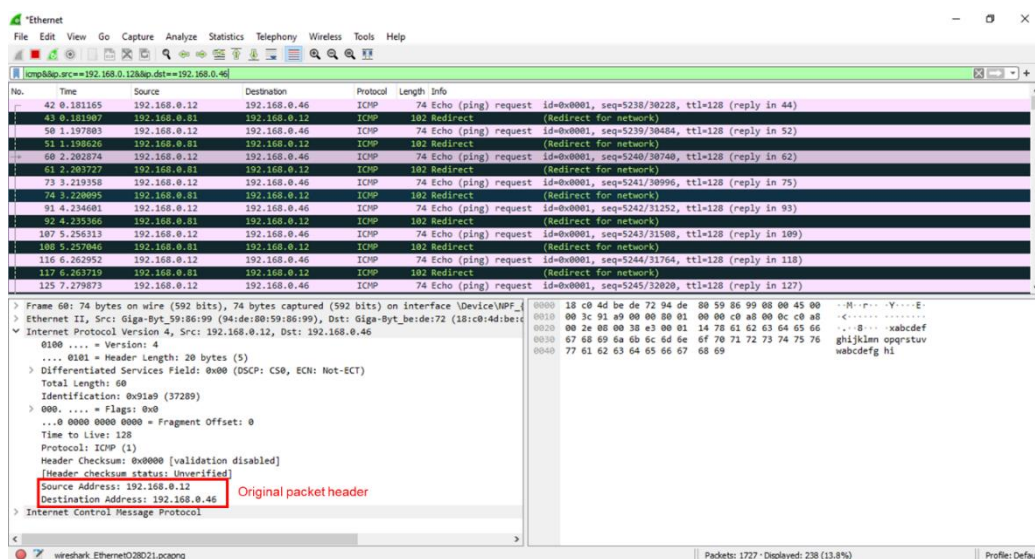 *Ethernet
File Edit View Go Capture Analyze Statistics Telephony Wireless Tools Help
icmp&&ip.src==192.168.0.12&&ip.dst==192.168.0.46
No. Time Source Destination Protocol Length Info
42 0.181165 192.168.0.12 192.168.0.46 ICMP 74 Echo (ping) request id=0x0001, seq=5238/30228, ttl=128 (reply in 44)
43 0.181907 192.168.0.81 192.168.0.12 ICMP 102 Redirect (Redirect for network)
50 1.197803 192.168.0.12 192.168.0.46 ICMP 74 Echo (ping) request id=0x0001, seq=5239/30484, ttl=128 (reply in 52)
51 1.198626 192.168.0.81 192.168.0.12 ICMP 102 Redirect (Redirect for network)
60 2.202874 192.168.0.12 192.168.0.46 ICMP 74 Echo (ping) request id=0x0001, seq=5240/30740, ttl=128 (reply in 62)
61 2.203727 192.168.0.81 192.168.0.12 ICMP 102 Redirect (Redirect for network)
73 3.219358 192.168.0.12 192.168.0.46 ICMP 74 Echo (ping) request id=0x0001, seq=5241/30996, ttl=128 (reply in 75)
74 3.220095 192.168.0.81 192.168.0.12 ICMP 102 Redirect (Redirect for network)
91 4.234601 192.168.0.12 192.168.0.46 ICMP 74 Echo (ping) request id=0x0001, seq=5242/31252, ttl=128 (reply in 93)
92 4.235366 192.168.0.81 192.168.0.12 ICMP 102 Redirect (Redirect for network)
107 5.256313 192.168.0.12 192.168.0.46 ICMP 74 Echo (ping) request id=0x0001, seq=5243/31508, ttl=128 (reply in 109)
108 5.257046 192.168.0.81 192.168.0.12 ICMP 102 Redirect (Redirect for network)
116 6.262952 192.168.0.12 192.168.0.46 ICMP 74 Echo (ping) request id=0x0001, seq=5244/31764, ttl=128 (reply in 118)
117 6.263719 192.168.0.81 192.168.0.12 ICMP 102 Redirect (Redirect for network)
125 7.279873 192.168.0.12 192.168.0.46 ICMP 74 Echo (ping) request id=0x0001, seq=5245/32020, ttl=128 (reply in 127)
> Frame 60: 74 bytes on wire (592 bits), 74 bytes captured (592 bits) on interface \Device\NPF_{
> Ethernet II, Src: Giga-Byt_59:86:99 (94:de:80:59:86:99), Dst: Giga-Byt_be:de:72 (18:c0:4d:be:d
Internet Protocol Version 4, Src: 192.168.0.12, Dst: 192.168.0.46
0100 .... = Version: 4
.... 0101 = Header Length: 20 bytes (5)
> Differentiated Services Field: 0x00 (DSCP: CS0, ECN: Not-ECT)
Total Length: 60
Identification: 0x91a9 (37289)
> 000. .... = Flags: 0x0
...0 0000 0000 0000 = Fragment Offset: 0
Time to Live: 128
Protocol: ICMP (1)
Header Checksum: 0x0000 [validation disabled]
[Header checksum status: Unverified]
Source Address: 192.168.0.12
Destination Address: 192.168.0.46
Original packet header
> Internet Control Message Protocol
0000 18 c0 4d be de 72 94 de 80 59 86 99 08 00 45 00 ··M··r·· ·Y····E·
0010 00 3c 91 a9 00 00 80 01 00 00 c0 a8 00 0c c0 a8 ·<······ ········
0020 00 2e 08 00 38 e3 00 01 14 78 61 62 63 64 65 66 ·.··8··· ·xabcdef
0030 67 68 69 6a 6b 6c 6d 6e 6f 70 71 72 73 74 75 76 ghijklmn opqrstuv
0040 77 61 62 63 64 65 66 67 68 69 wabcdefg hi
wireshark_EthernetO28D21.pcapng
Packets: 1727 · Displayed: 238 (13.8%)
Profile: Defau